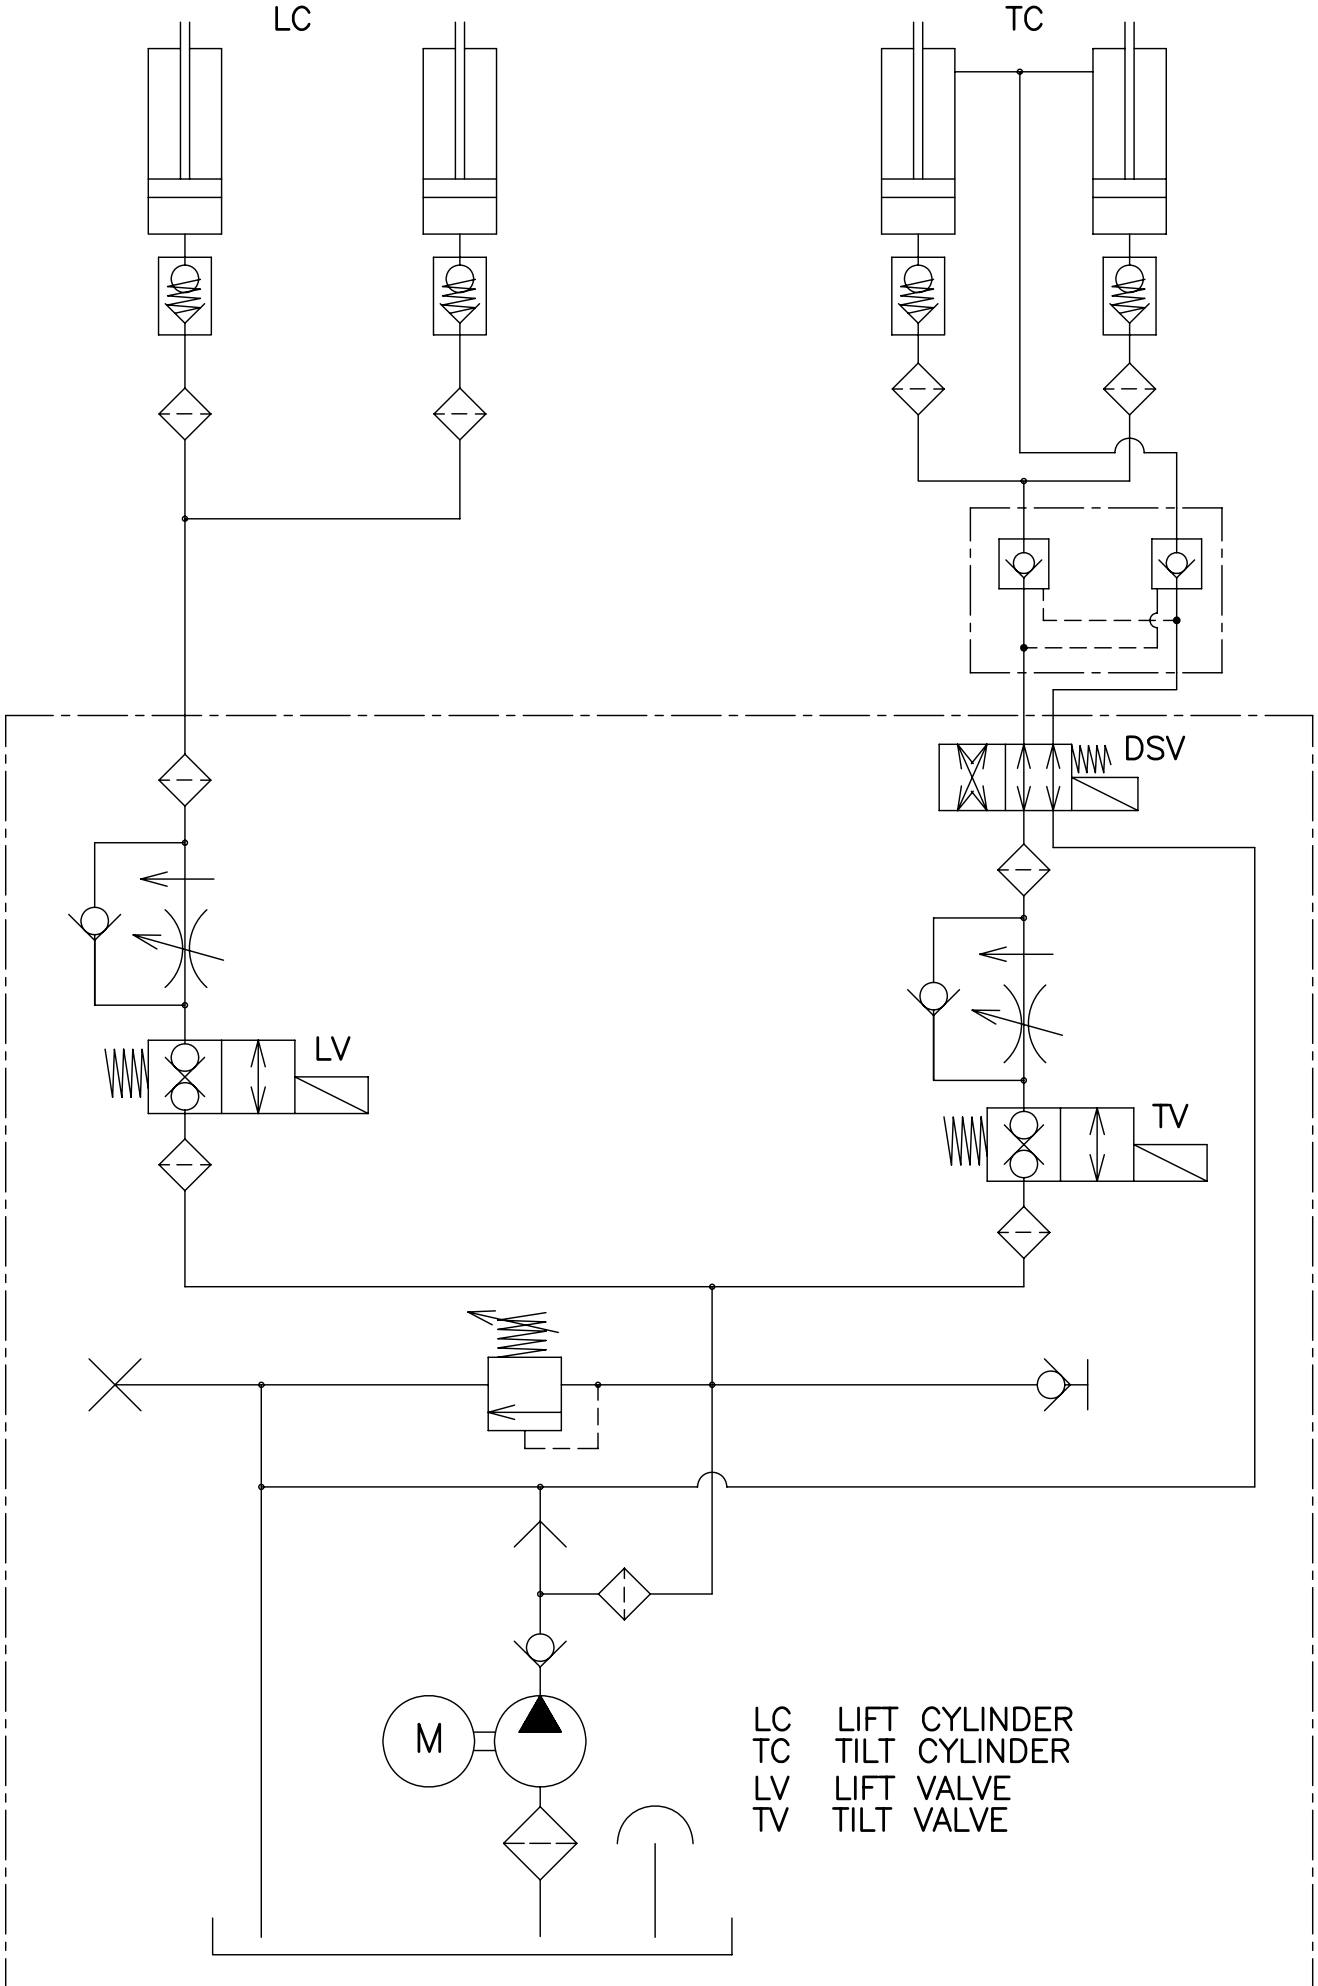 LC
TC
DSV
LV
TV
M
LC LIFT CYLINDER
TC TILT CYLINDER
LV LIFT VALVE
TV TILT VALVE